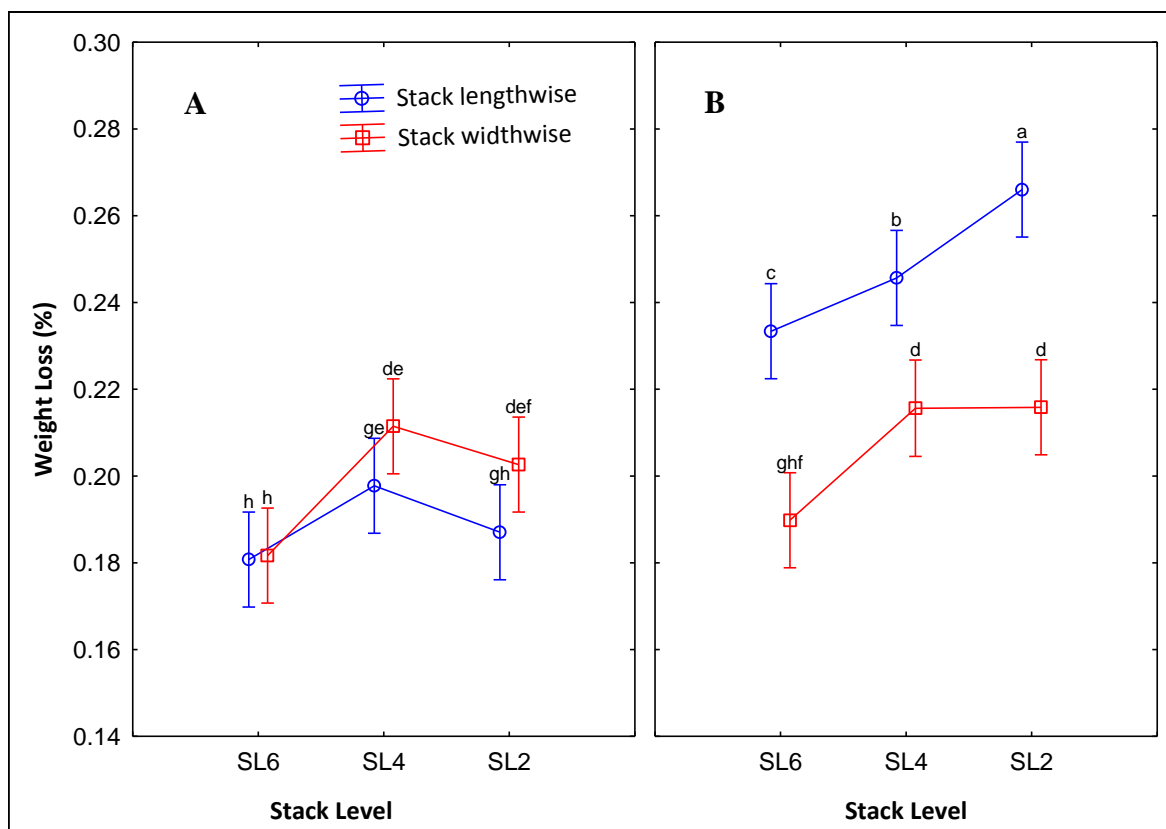 0.30
0.28
0.26
0.24
0.22
0.20
0.18
0.16
0.14
Weight Loss (%)
A
Stack lengthwise
Stack widthwise
h
h
ge
de
gh
def
SL6
SL4
SL2
Stack Level
B
c
b
a
ghf
d
d
SL6
SL4
SL2
Stack Level